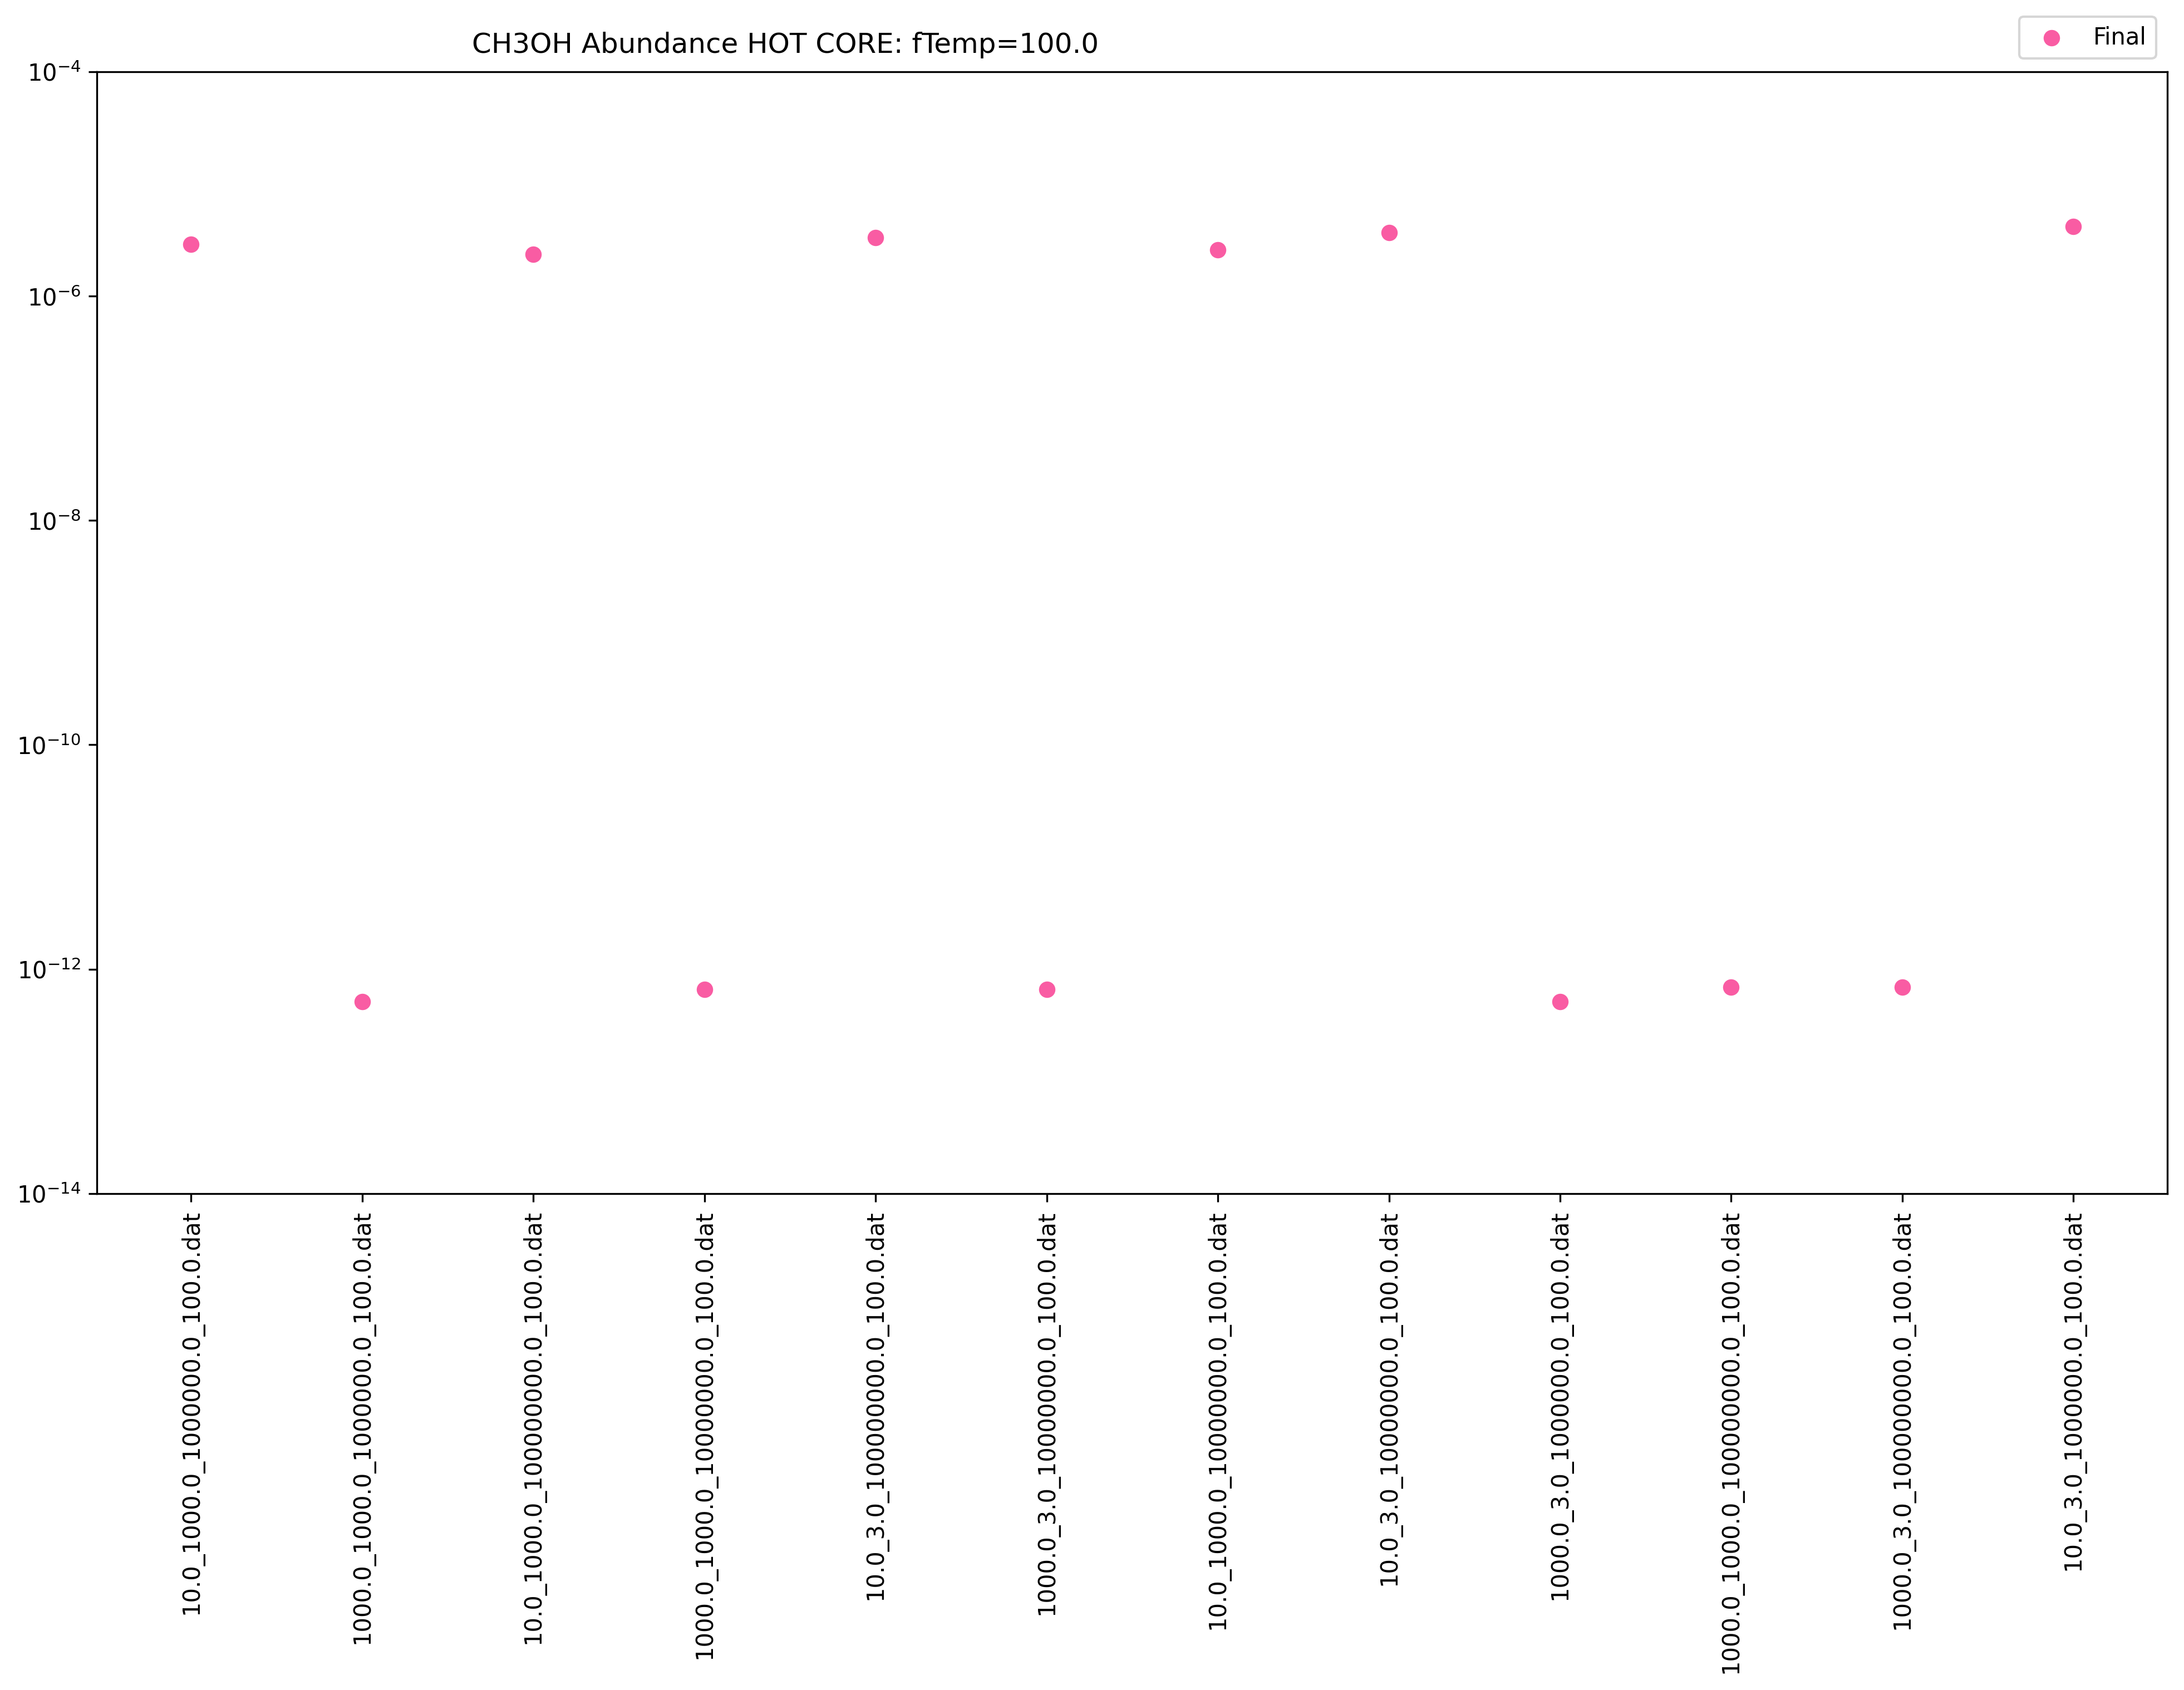 CH3OH Abundance HOT CORE: fTemp=100.0
Final
10−4
10−6
10−8
10−10
10−12
10−14
10.0_1000.0_1000000.0_100.0.dat
1000.0_1000.0_1000000.0_100.0.dat
10.0_1000.0_100000000.0_100.0.dat
1000.0_1000.0_10000000.0_100.0.dat
10.0_3.0_100000000.0_100.0.dat
1000.0_3.0_10000000.0_100.0.dat
10.0_1000.0_10000000.0_100.0.dat
10.0_3.0_10000000.0_100.0.dat
1000.0_3.0_1000000.0_100.0.dat
1000.0_1000.0_100000000.0_100.0.dat
1000.0_3.0_100000000.0_100.0.dat
10.0_3.0_1000000.0_100.0.dat